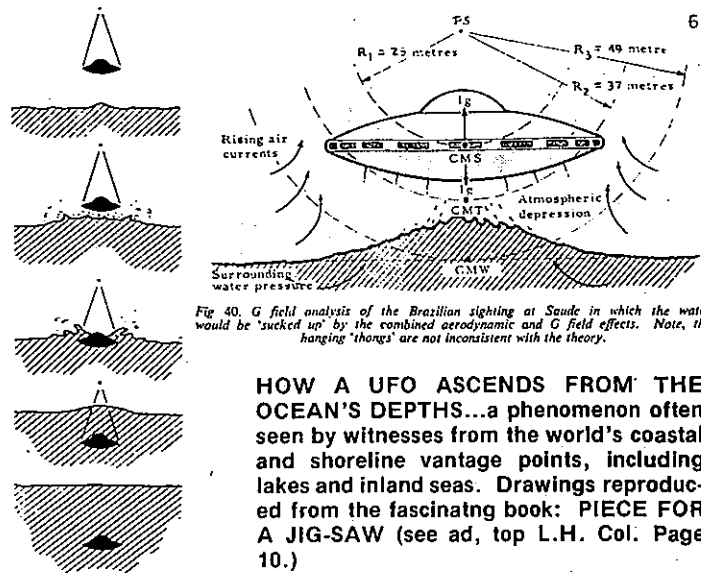 6
P.S
R1 = 25 metres
R3 = 49 metre
R2 = 37 metres
1g
Rising air
currents
CMS
1g
CMT
Atmospheric
depression
Surrounding
water pressure
CMW
Fig 40. G field analysis of the Brazilian sighting at Saude in which the wat
would be 'sucked up' by the combined aerodynamic and G field effects. Note, th
hanging 'thongs' are not inconsistent with the theory.
HOW A UFO ASCENDS FROM THE
OCEAN'S DEPTHS...a phenomenon often
seen by witnesses from the world's coastal
and shoreline vantage points, including
lakes and inland seas. Drawings reproduc-
ed from the fascinatng book: PIECE FOR
A JIG-SAW (see ad, top L.H. Col. Page
10.)